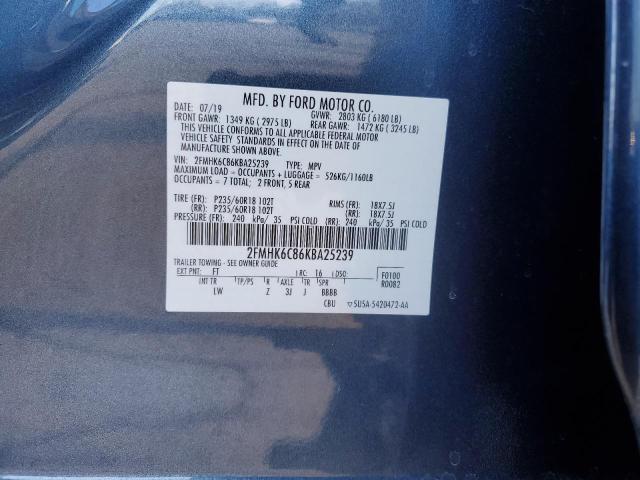 MFD. BY FORD MOTOR CO.
DATE: 07/19 GVWR: 2803 KG ( 6180 LB)
FRONT GAWR: 1349 KG ( 2975 LB) REAR GAWR: 1472 KG ( 3245 LB)
THIS VEHICLE CONFORMS TO ALL APPLICABLE FEDERAL MOTOR
VEHICLE SAFETY STANDARDS IN EFFECT ON THE DATE OF
MANUFACTURE SHOWN ABOVE.
VIN: 2FMHK6C86KBA25239 TYPE: MPV
MAXIMUM LOAD = OCCUPANTS + LUGGAGE = 526KG/1160LB
OCCUPANTS = 7 TOTAL; 2 FRONT, 5 REAR
TIRE (FR): P235/60R18 102T RIMS (FR): 18X7.5J
(RR): P235/60R18 102T (RR): 18X7.5J
PRESSURE (FR) 240 kPa/ 35 PSI COLD (RR) 240 kPa/ 35 PSI COLD
2FMHK6C86KBA25239
TRAILER TOWING - SEE OWNER GUIDE
EXT PNT: FT RC: 16 DSO: F0100
INT TR TP/PS R AXLE TR SPR R0082
LW Z 3J J BBBB
CBU ▽5U5A-5420472-AA